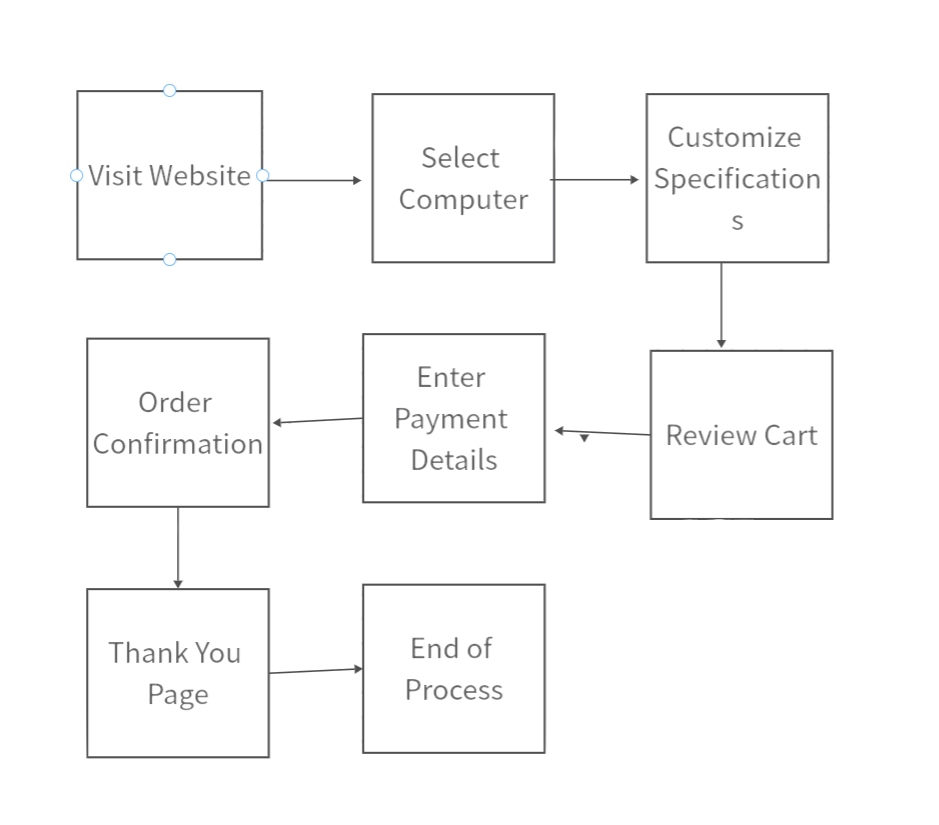 Visit Website
Select
Computer
Customize
Specification
s
Order
Confirmation
Enter
Payment
Details
Review Cart
Thank You
Page
End of
Process